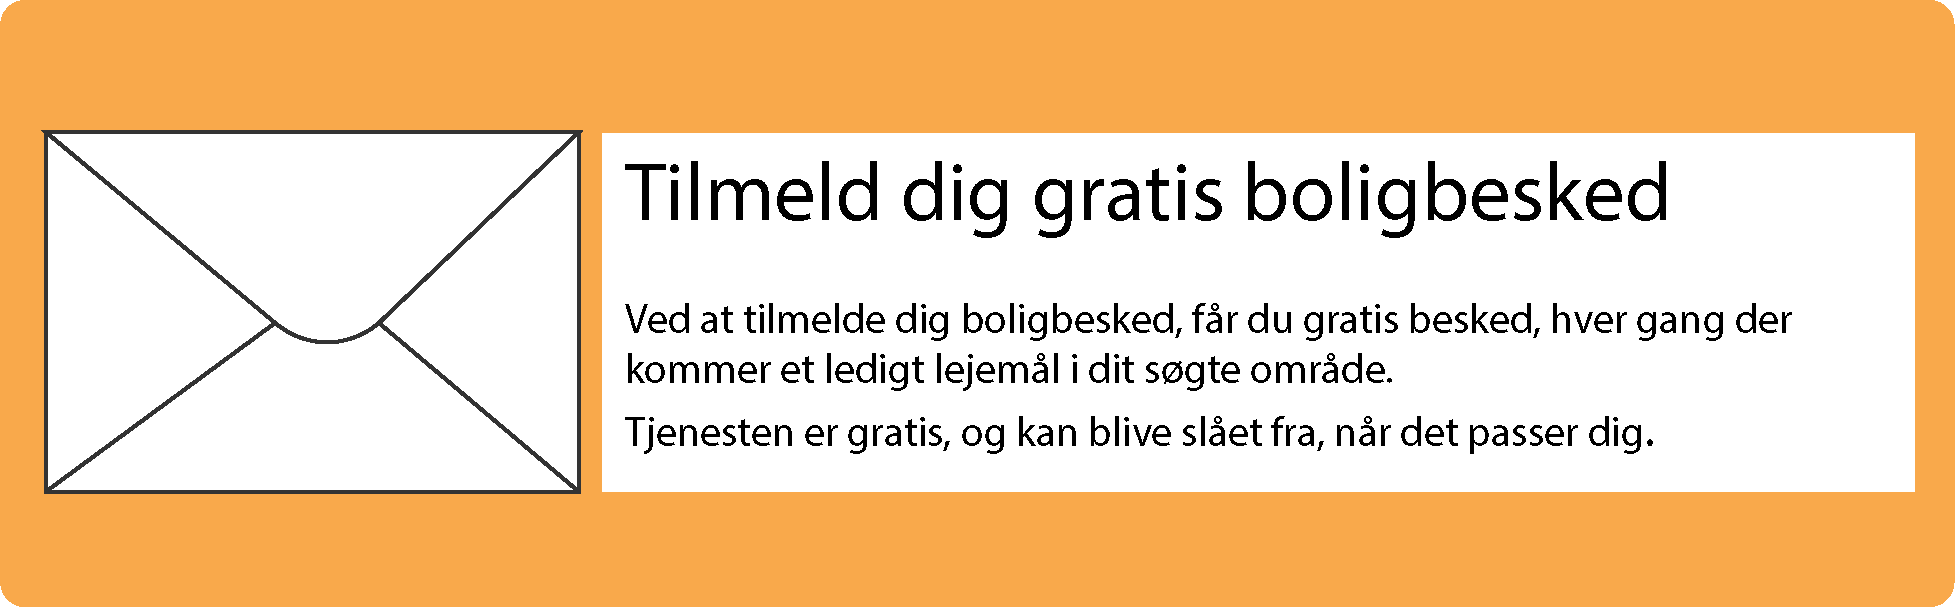 Tilmeld dig gratis boligbesked
Ved at tilmelde dig boligbesked, får du gratis besked, hver gang der
kommer et ledigt lejemål i dit søgte område.
Tjenesten er gratis, og kan blive slået fra, når det passer dig.